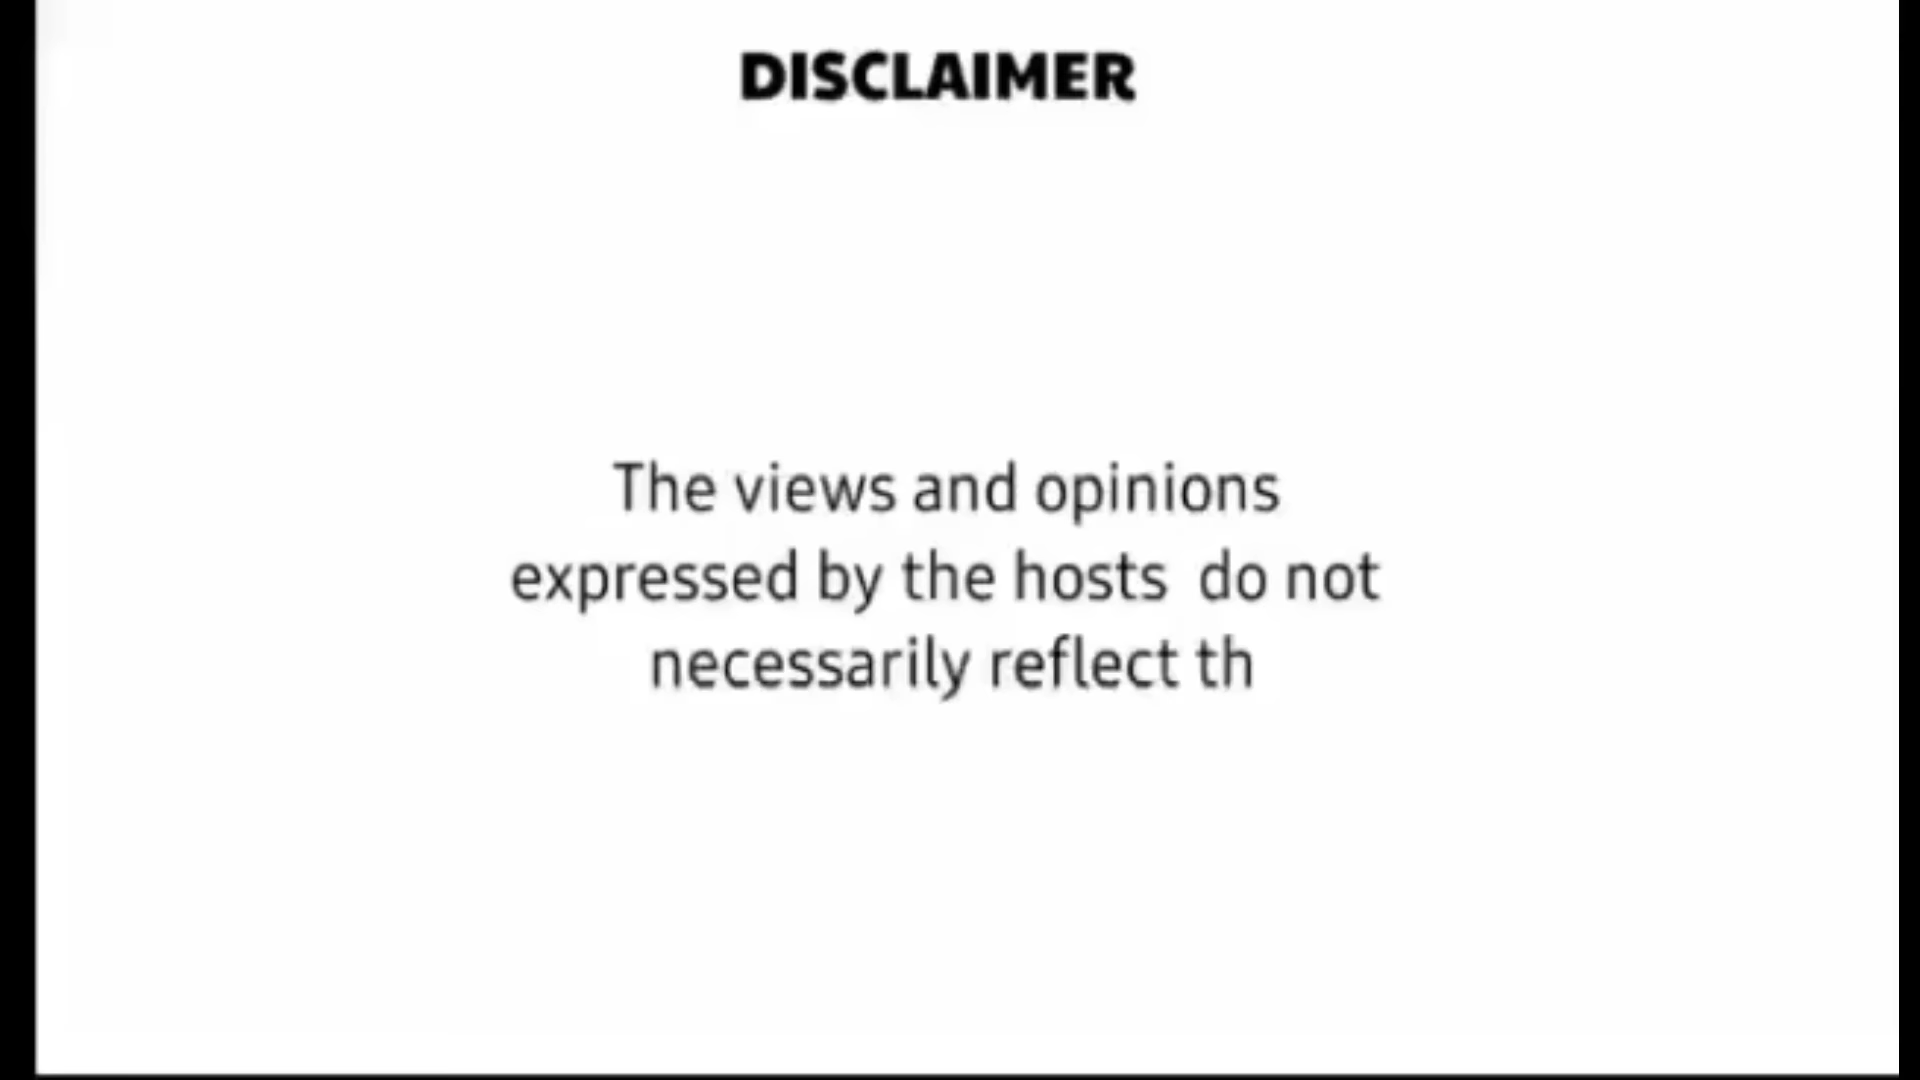 DISCLAIMER
The views and opinions
expressed by the hosts  do not
necessarily reflect th